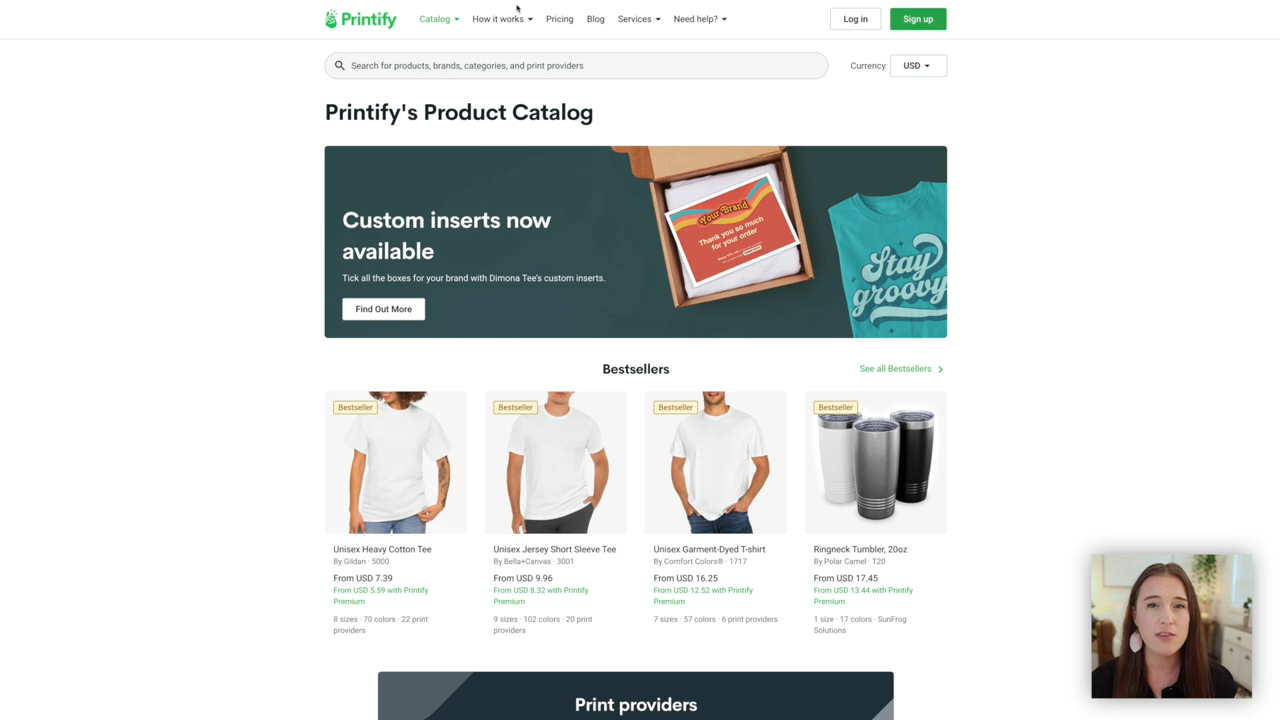 Printify
Catalog
How it works
Pricing
Blog
Services
Need help?
Log in
Sign up
Search for products, brands, categories, and print providers
Currency
USD
Printify's Product Catalog
Custom inserts now
available
Tick all the boxes for your brand with Dimona Tee's custom inserts.
Find Out More
Your Brand
Thank you so much
for your order
Stay
groovy
Bestsellers
See all Bestsellers
Bestseller
Unisex Heavy Cotton Tee
By Gildan · 5000
From USD 7.39
From USD 5.59 with Printify
Premium
8 sizes · 70 colors · 22 print
providers
Bestseller
Unisex Jersey Short Sleeve Tee
By Bella+Canvas · 3001
From USD 9.96
From USD 8.32 with Printify
Premium
9 sizes · 102 colors · 20 print
providers
Bestseller
Unisex Garment-Dyed T-shirt
By Comfort Colors® · 1717
From USD 16.25
From USD 12.52 with Printify
Premium
7 sizes · 57 colors · 6 print providers
Bestseller
Ringneck Tumbler, 20oz
By Polar Camel · T20
From USD 17.45
From USD 13.44 with Printify
Premium
1 size · 17 colors · SunFrog
Solutions
Print providers